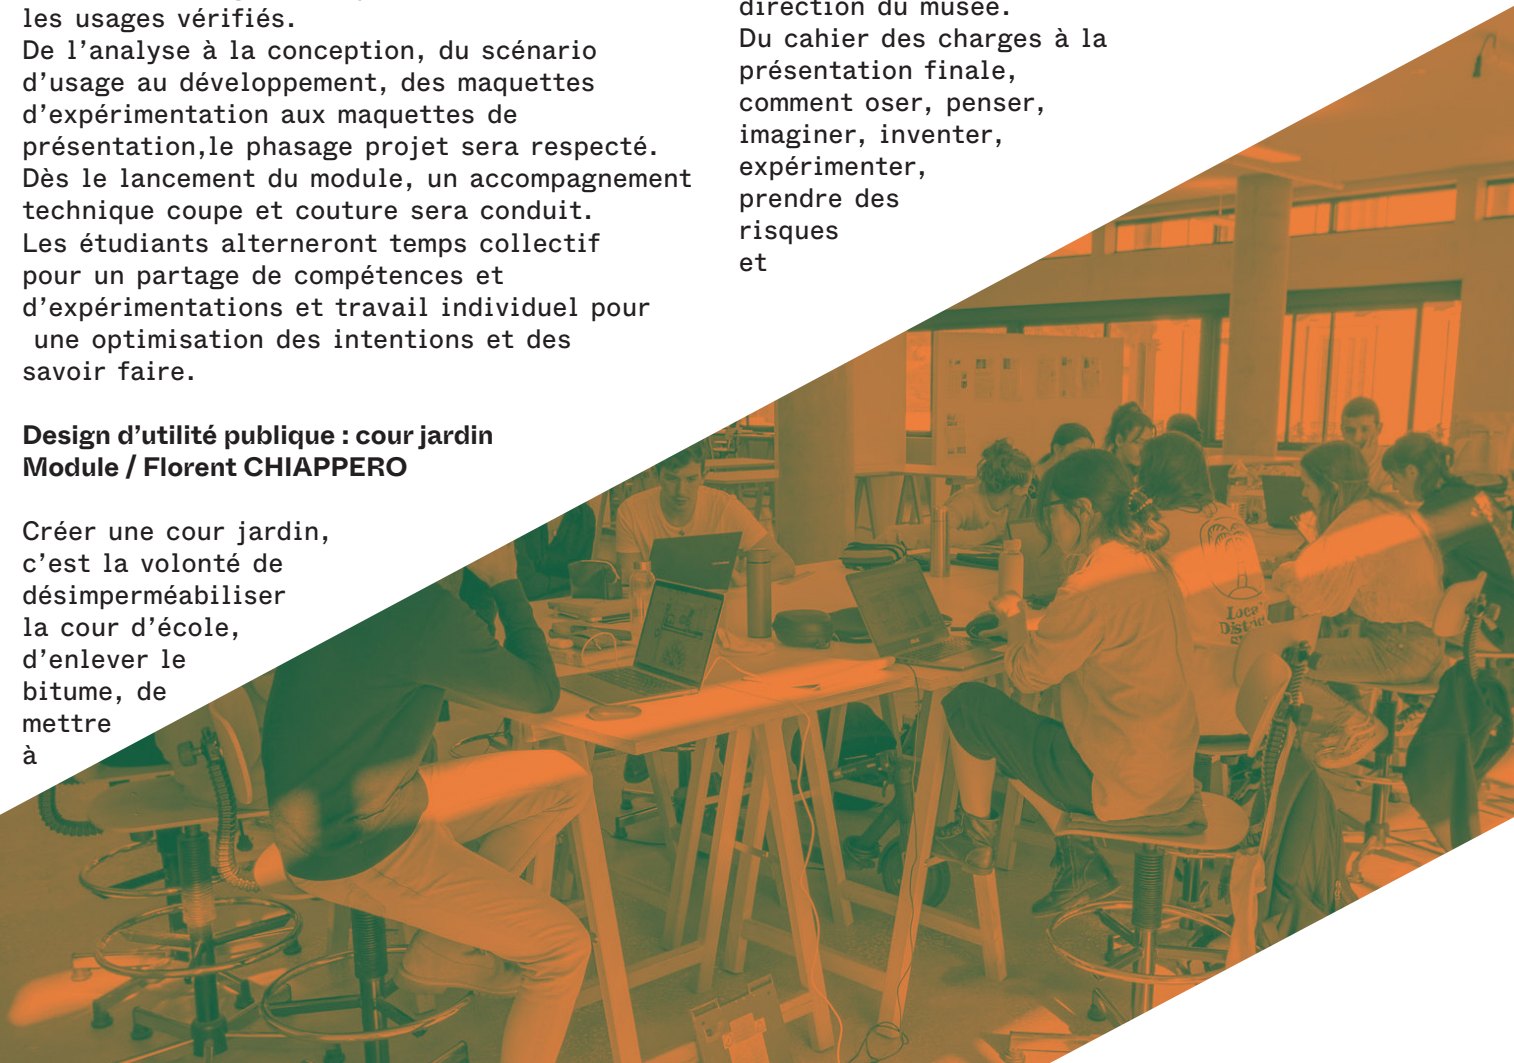 les usages vérifiés.
De l’analyse à la conception, du scénario
d’usage au développement, des maquettes
d’expérimentation aux maquettes de
présentation,le phasage projet sera respecté.
Dès le lancement du module, un accompagnement
technique coupe et couture sera conduit.
Les étudiants alterneront temps collectif
pour un partage de compétences et
d’expérimentations et travail individuel pour
une optimisation des intentions et des
savoir faire.
Design d’utilité publique : cour jardin
Module / Florent CHIAPPERO
Créer une cour jardin,
c’est la volonté de
désimperméabiliser
la cour d’école,
d’enlever le
bitume, de
mettre
à
direction du musée.
Du cahier des charges à la
présentation finale,
comment oser, penser,
imaginer, inventer,
expérimenter,
prendre des
risques
et
Local